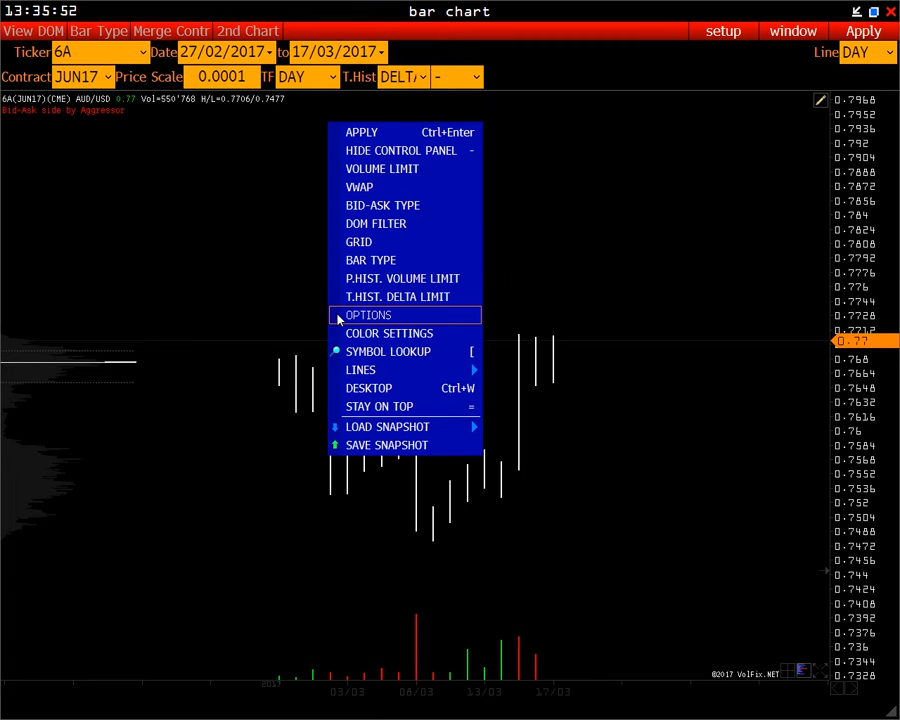 13:35:52 bar chart
View DOM Bar Type Merge Contr 2nd Chart setup window Apply
Ticker 6A Date 27/02/2017 to 17/03/2017 Line DAY
Contract JUN17 Price Scale 0.0001 TF DAY T.Hist DELT -
6A(JUN17)(CME) AUD/USD 0.77 Vol=550'768 H/L=0.7706/0.7477
Bid-Ask side by Aggressor
APPLY Ctrl+Enter
HIDE CONTROL PANEL -
VOLUME LIMIT
VWAP
BID-ASK TYPE
DOM FILTER
GRID
BAR TYPE
P.HIST. VOLUME LIMIT
T.HIST. DELTA LIMIT
OPTIONS
COLOR SETTINGS
SYMBOL LOOKUP [
LINES
DESKTOP Ctrl+W
STAY ON TOP =
LOAD SNAPSHOT
SAVE SNAPSHOT
0.7968
0.7952
0.7936
0.792
0.7904
0.7888
0.7872
0.7856
0.784
0.7824
0.7808
0.7792
0.7776
0.776
0.7744
0.7728
0.7712
0.77
0.768
0.7664
0.7648
0.7632
0.7616
0.76
0.7584
0.7568
0.7552
0.7536
0.752
0.7504
0.7488
0.7472
0.7456
0.744
0.7424
0.7408
0.7392
0.7376
0.736
0.7344
0.7328
©2017 VolFix.NET
2017 03/03 08/03 13/03 17/03